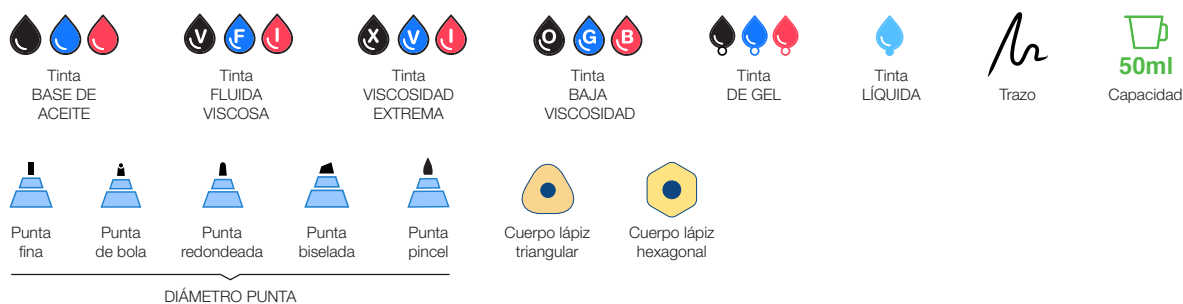 V F I
X V I
O G B
50ml
Tinta
BASE DE
ACEITE
Tinta
FLUIDA
VISCOSA
Tinta
VISCOSIDAD
EXTREMA
Tinta
BAJA
VISCOSIDAD
Tinta
DE GEL
Tinta
LÍQUIDA
Trazo
Capacidad
Punta
fina
Punta
de bola
Punta
redondeada
Punta
biselada
Punta
pincel
Cuerpo lápiz
triangular
Cuerpo lápiz
hexagonal
DIÁMETRO PUNTA